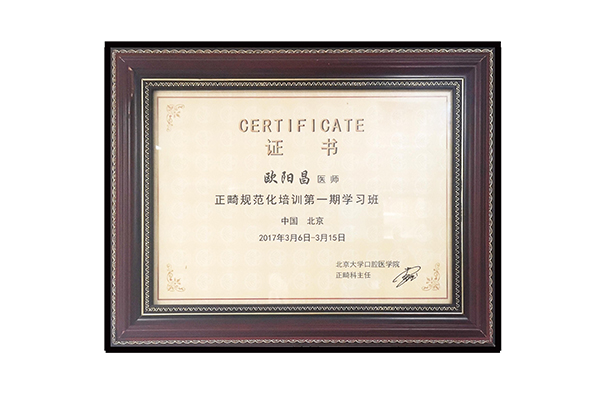 CERTIFICATE
证 书
欧阳昌 医师
正畸规范化培训第一期学习班
中国 北京
2017年3月6日-3月15日
北京大学口腔医学院
正畸科主任